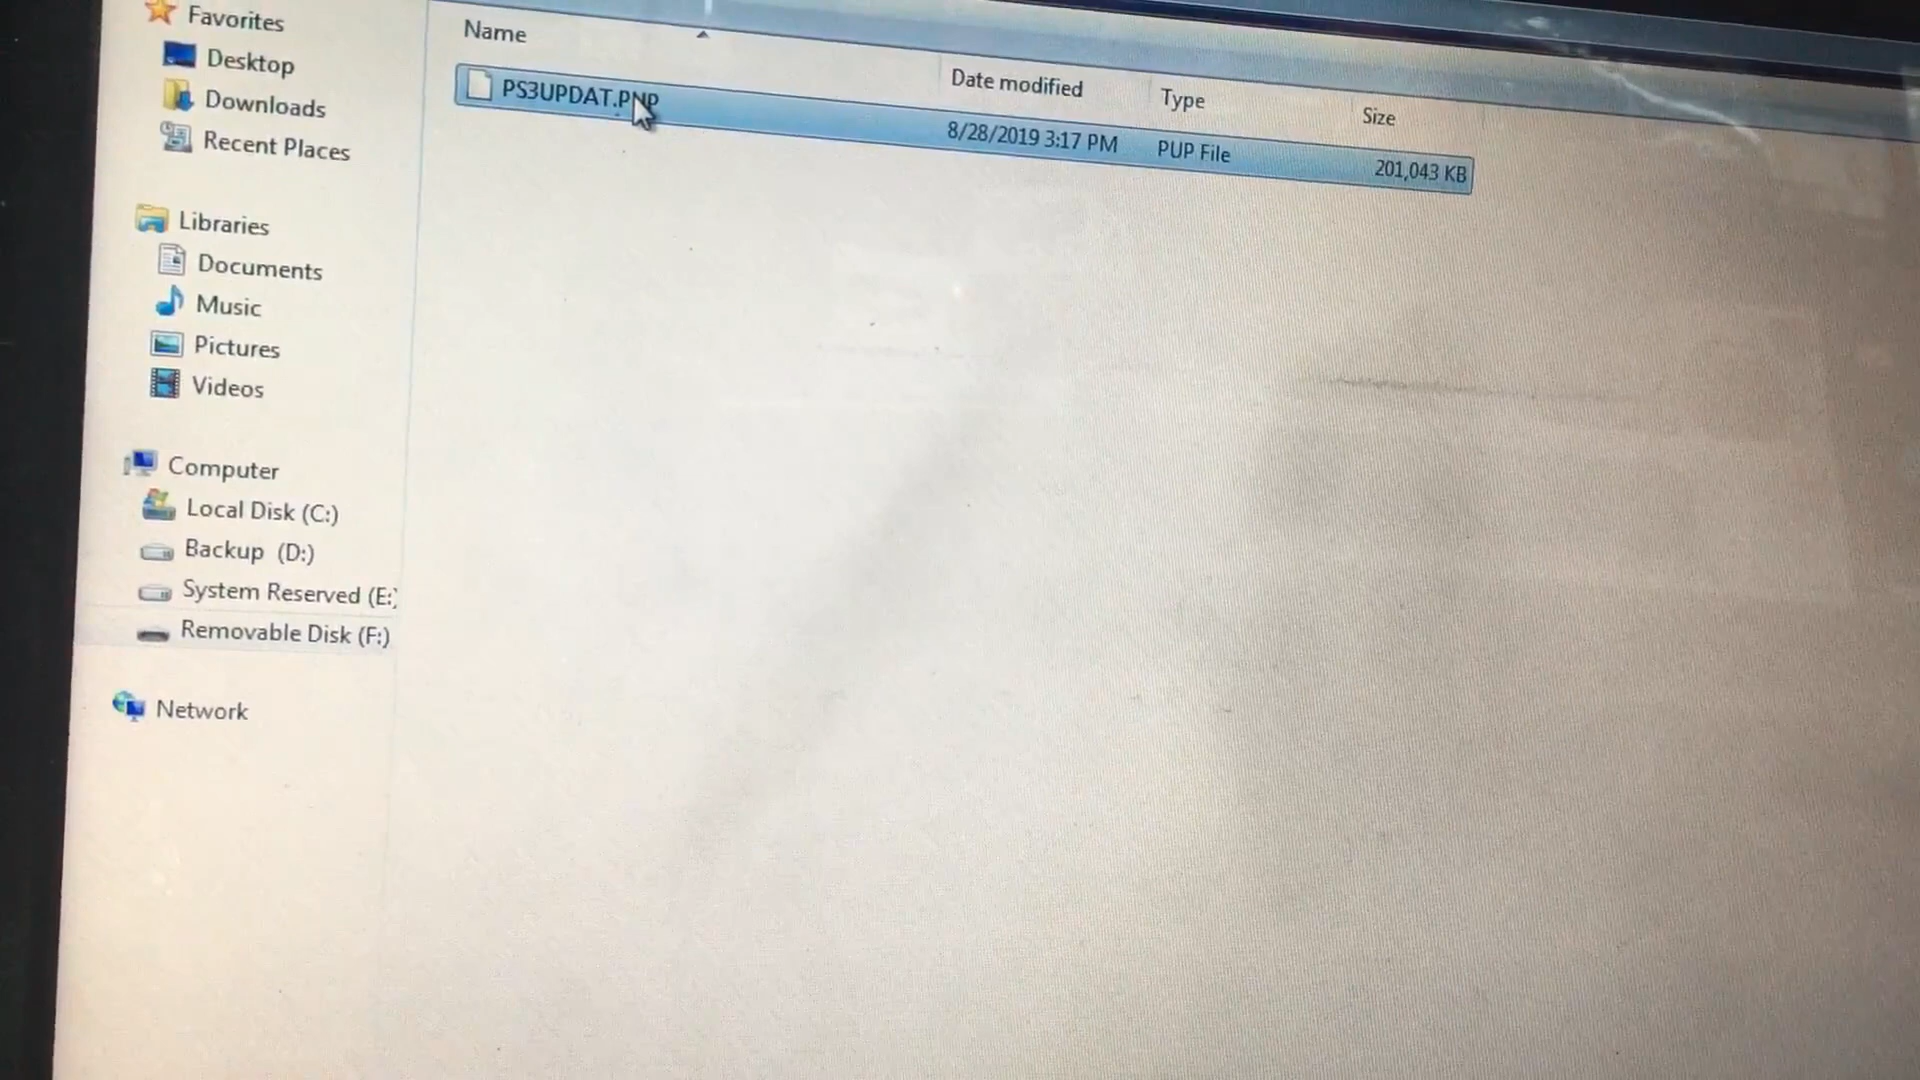 Favorites
Desktop
Downloads
Recent Places
Libraries
Documents
Music
Pictures
Videos
Computer
Local Disk (C:)
Backup (D:)
System Reserved (E:)
Removable Disk (F:)
Network
Name Date modified Type Size
PS3UPDAT.PUP 8/28/2019 3:17 PM PUP File 201,043 KB